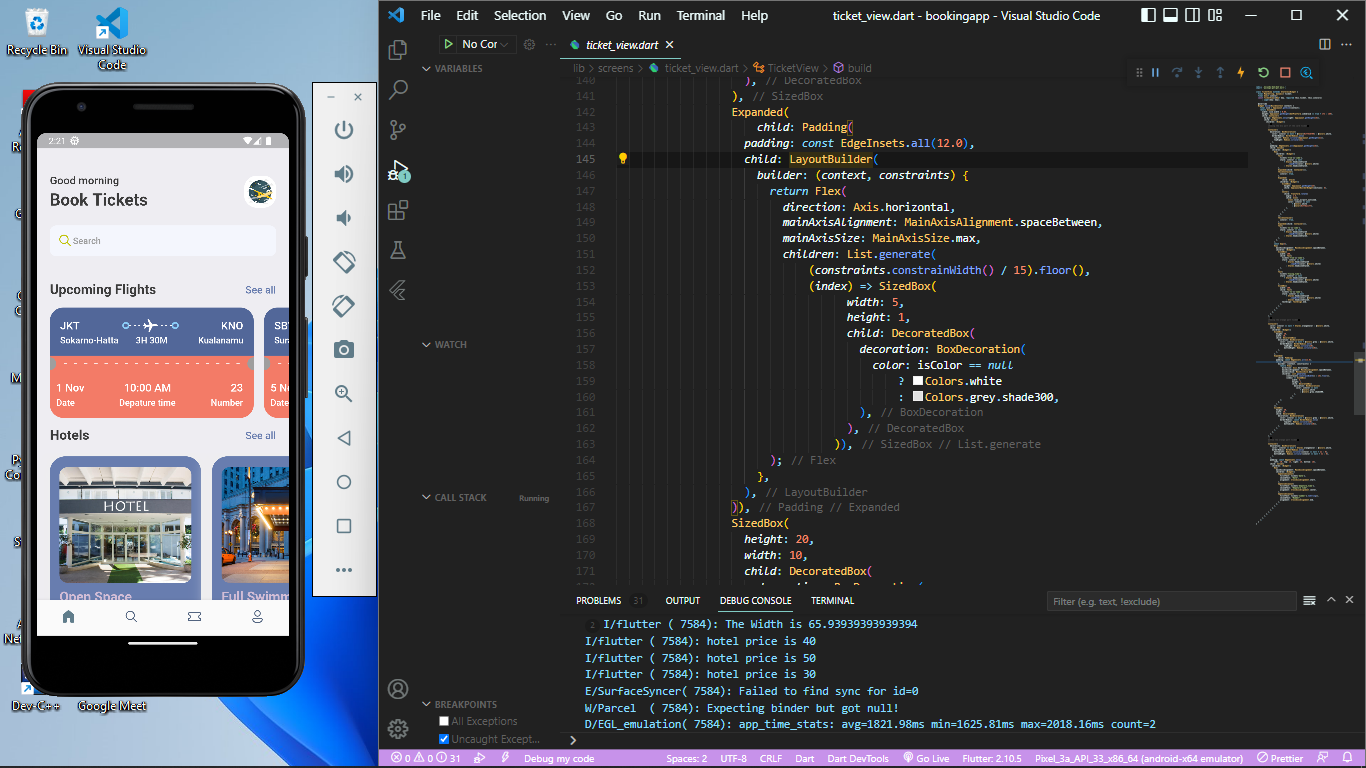 Recycle Bin
Visual Studio
Code
Dev-C++
Google Meet
2:21
Good morning
Book Tickets
Search
Upcoming Flights
See all
JKT
KNO
Sokarno-Hatta
3H 30M
Kualanamu
1 Nov
10:00 AM
23
Date
Depature time
Number
5 No
Date
Hotels
See all
HOTEL
Open Space
Full Swimm
File Edit Selection View Go Run Terminal Help
ticket_view.dart - bookingapp - Visual Studio Code
No Cor
ticket_view.dart
VARIABLES
WATCH
CALL STACK
Running
BREAKPOINTS
All Exceptions
Uncaught Except...
lib > screens > ticket_view.dart > TicketView > build
140 ), // DecoratedBox
141 ), // SizedBox
142 Expanded(
143 child: Padding(
144 padding: const EdgeInsets.all(12.0),
145 child: LayoutBuilder(
146 builder: (context, constraints) {
147 return Flex(
148 direction: Axis.horizontal,
149 mainAxisAlignment: MainAxisAlignment.spaceBetween,
150 mainAxisSize: MainAxisSize.max,
151 children: List.generate(
152 (constraints.constrainWidth() / 15).floor(),
153 (index) => SizedBox(
154 width: 5,
155 height: 1,
156 child: DecoratedBox(
157 decoration: BoxDecoration(
158 color: isColor == null
159 ? Colors.white
160 : Colors.grey.shade300,
161 ), // BoxDecoration
162 ), // DecoratedBox
163 )), // SizedBox // List.generate
164 ); // Flex
165 },
166 ), // LayoutBuilder
167 )), // Padding // Expanded
168 SizedBox(
169 height: 20,
170 width: 10,
171 child: DecoratedBox(
PROBLEMS 31 OUTPUT DEBUG CONSOLE TERMINAL
Filter (e.g. text, !exclude)
2 I/flutter ( 7584): The Width is 65.93939393939394
I/flutter ( 7584): hotel price is 40
I/flutter ( 7584): hotel price is 50
I/flutter ( 7584): hotel price is 30
E/SurfaceSyncer( 7584): Failed to find sync for id=0
W/Parcel ( 7584): Expecting binder but got null!
D/EGL_emulation( 7584): app_time_stats: avg=1821.98ms min=1625.81ms max=2018.16ms count=2
0 0 31 Debug my code Spaces: 2 UTF-8 CRLF Dart Dart DevTools Go Live Flutter: 2.10.5 Pixel_3a_API_33_x86_64 (android-x64 emulator) Prettier